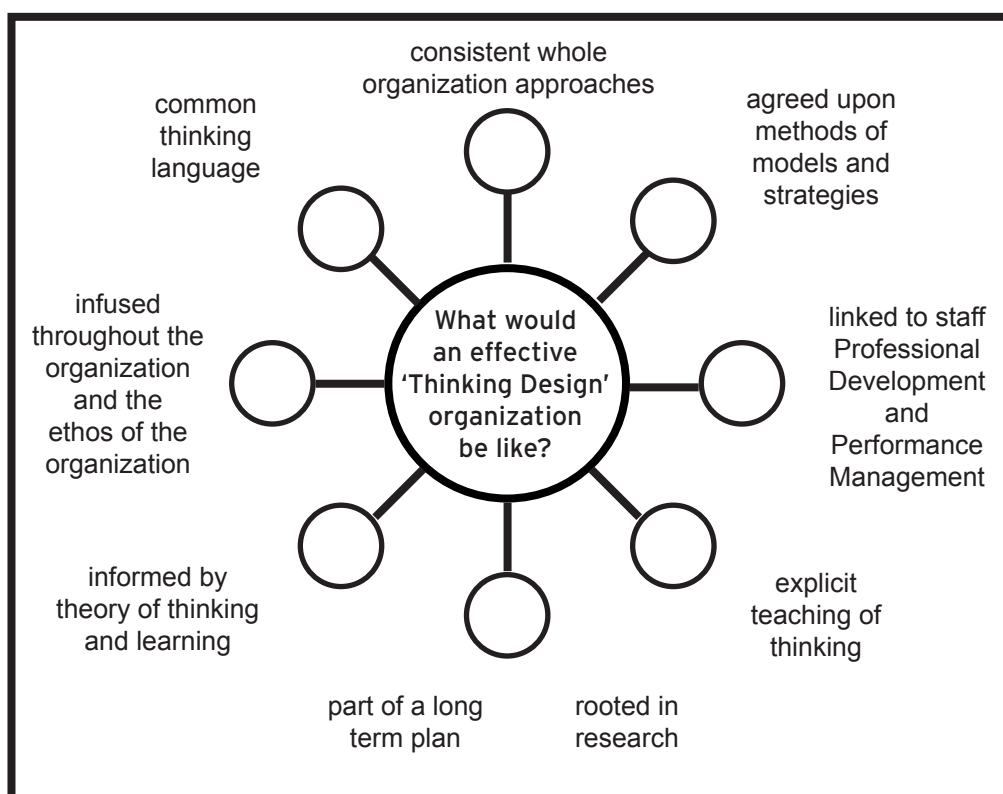 consistent whole
organization approaches
common
thinking
language
agreed upon
methods of
models and
strategies
infused
throughout the
organization
and the
ethos of the
organization
What would
an effective
‘Thinking Design’
organization
be like?
linked to staff
Professional
Development
and
Performance
Management
informed by
theory of thinking
and learning
explicit
teaching of
thinking
part of a long
term plan
rooted in
research